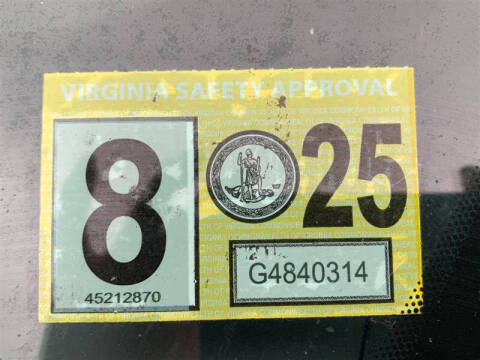 VIRGINIA SAFETY APPROVAL
8
25
45212870
G4840314